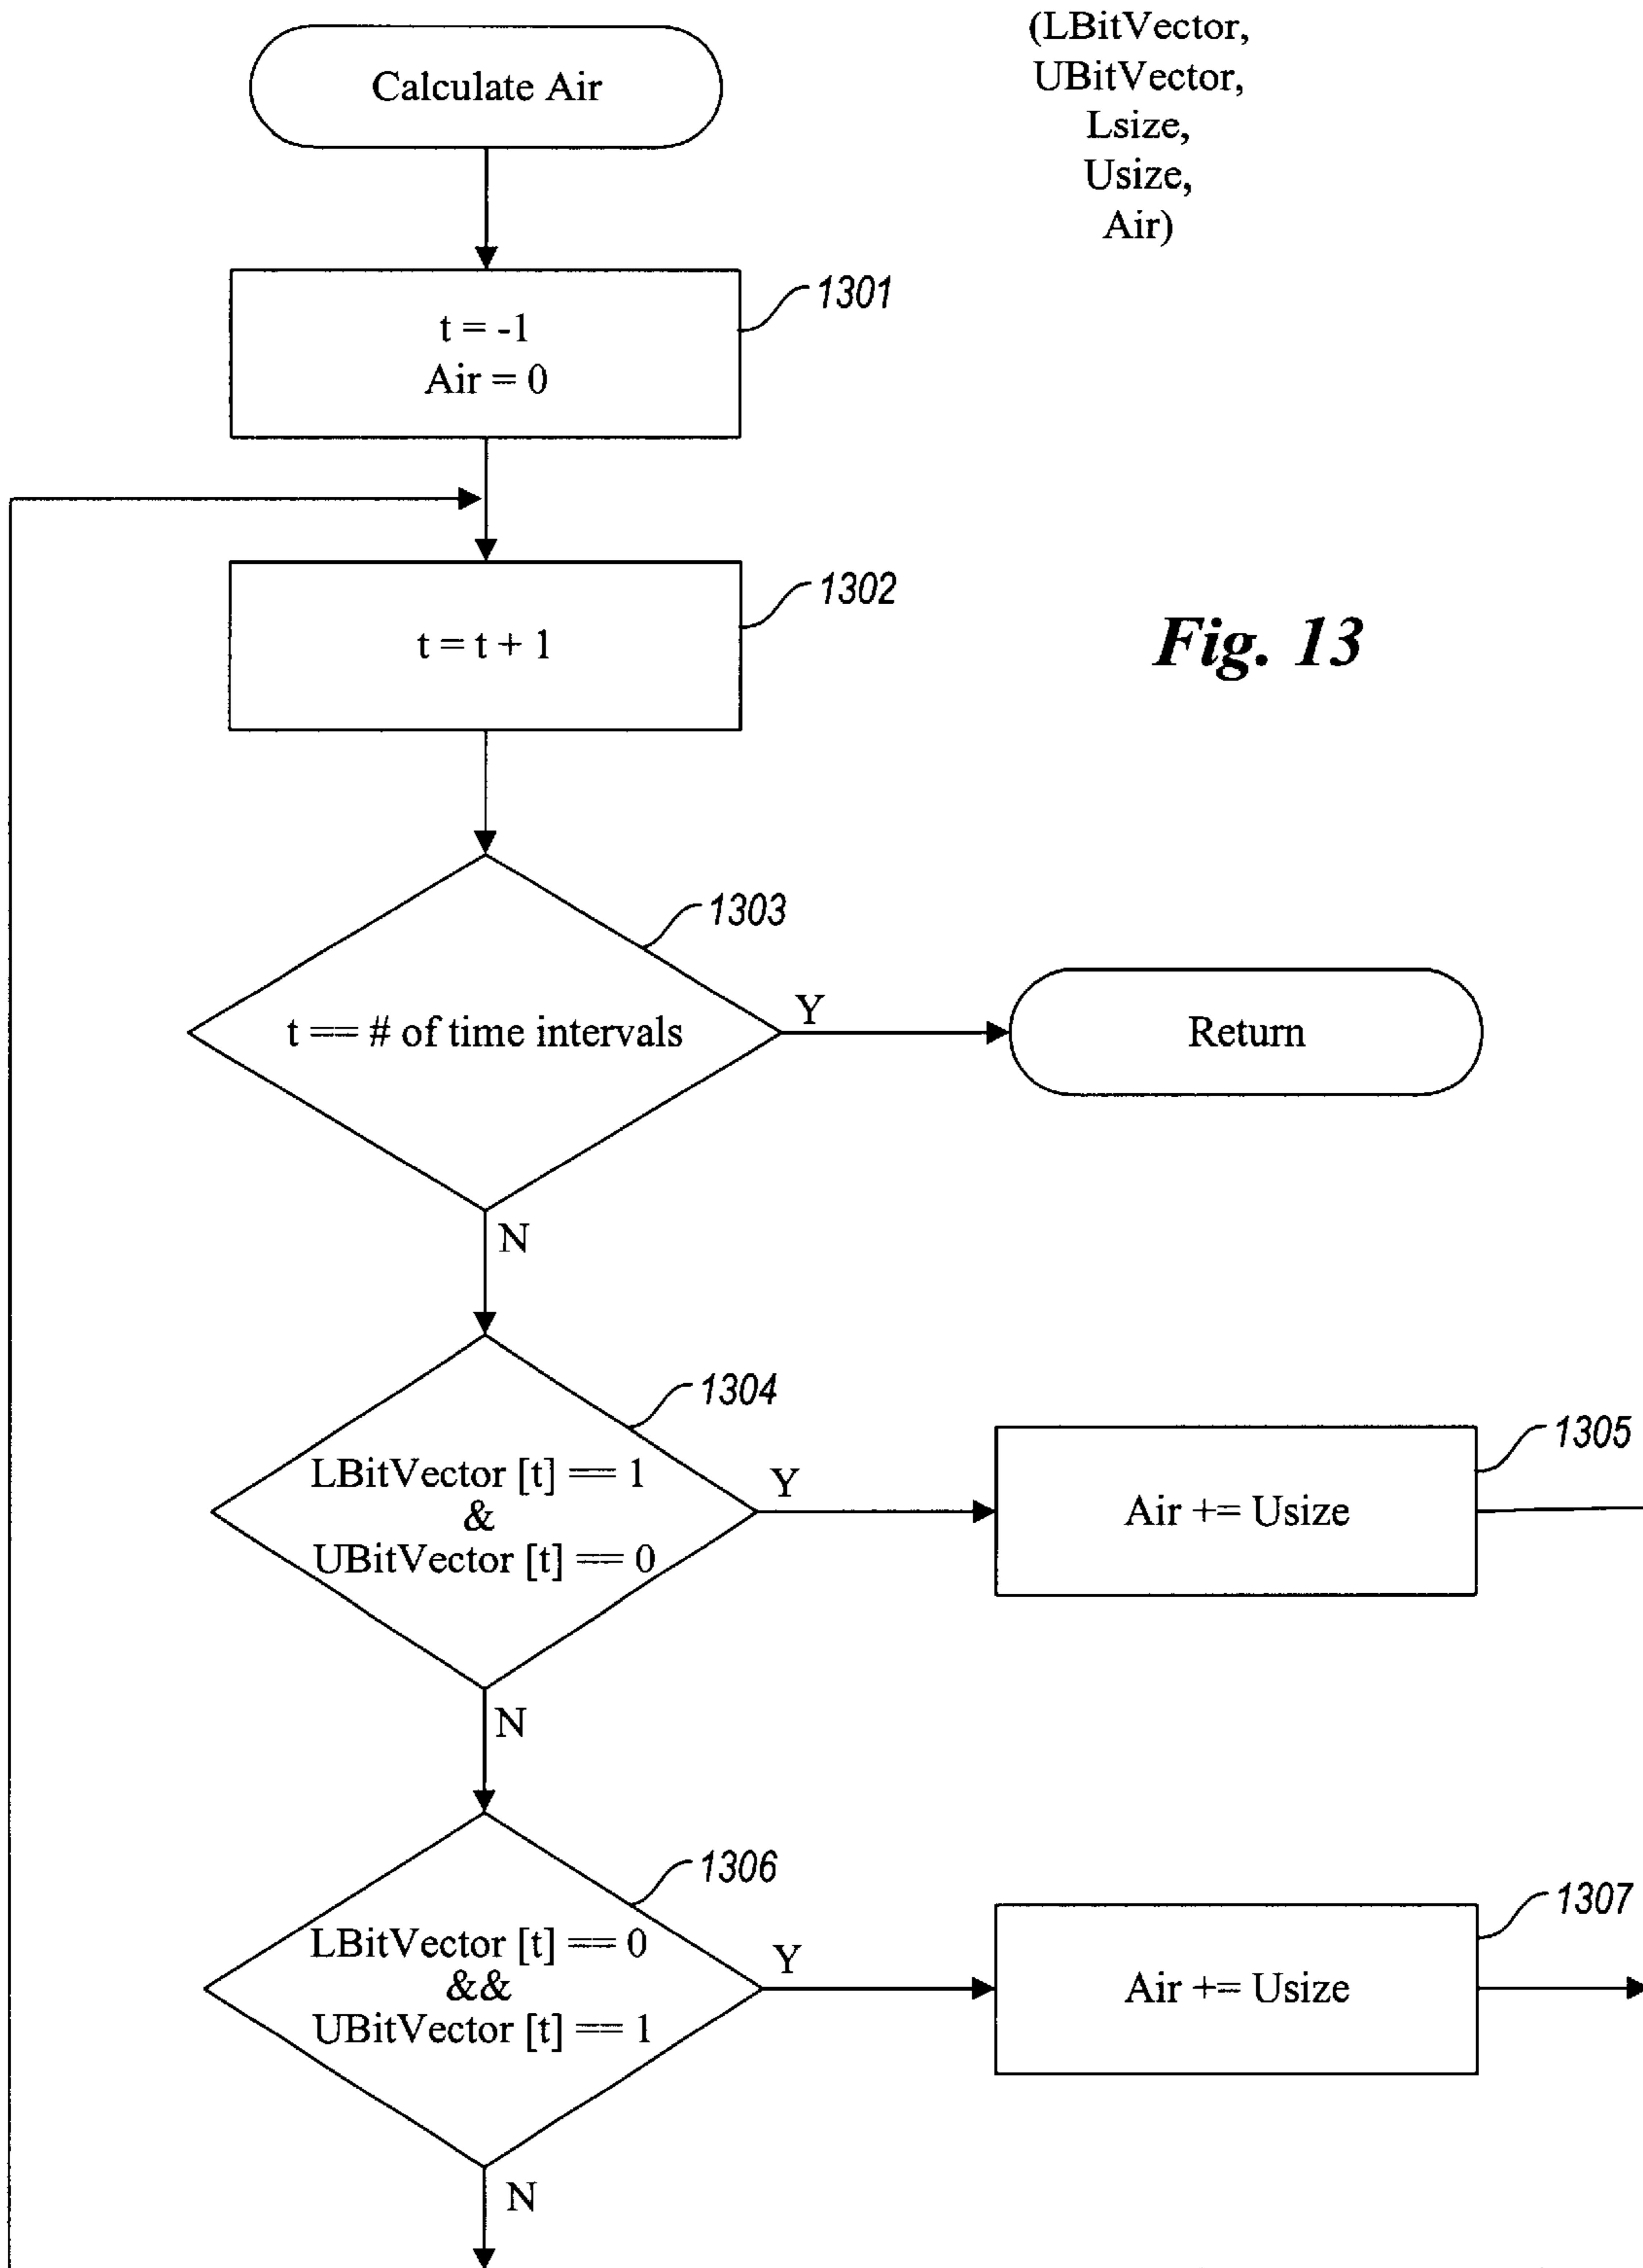 Calculate Air
(LBitVector,
UBitVector,
Lsize,
Usize,
Air)
t = -1
Air = 0
1301
t = t + 1
1302
Fig. 13
1303
t == # of time intervals
Y
Return
N
1304
LBitVector [t] == 1
&
UBitVector [t] == 0
Y
1305
Air += Usize
N
1306
LBitVector [t] == 0
&&
UBitVector [t] == 1
Y
1307
Air += Usize
N